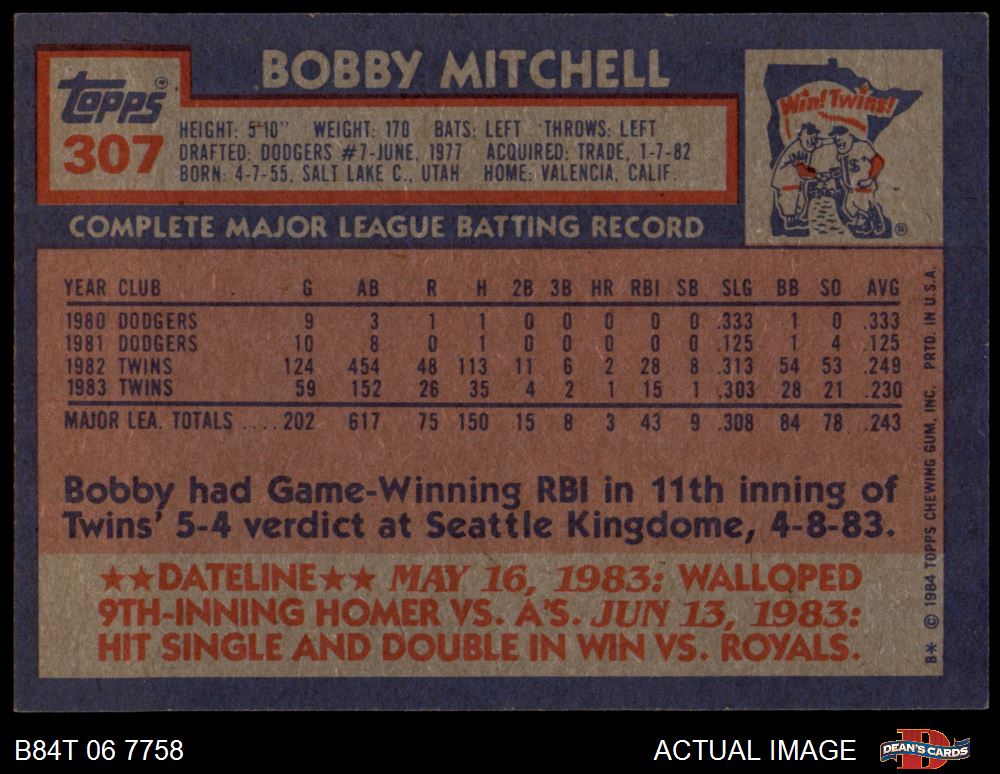 BOBBY MITCHELL
Topps®
307
HEIGHT: 5'10" WEIGHT: 170 BATS: LEFT THROWS: LEFT
DRAFTED: DODGERS #7-JUNE, 1977 ACQUIRED: TRADE, 1-7-82
BORN: 4-7-55, SALT LAKE C., UTAH HOME: VALENCIA, CALIF.
Win! Twins!
®
COMPLETE MAJOR LEAGUE BATTING RECORD
YEAR CLUB G AB R H 2B 3B HR RBI SB SLG BB SO AVG
1980 DODGERS 9 3 1 1 0 0 0 0 0 .333 1 0 .333
1981 DODGERS 10 8 0 1 0 0 0 0 0 .125 1 4 .125
1982 TWINS 124 454 48 113 11 6 2 28 8 .313 54 53 .249
1983 TWINS 59 152 26 35 4 2 1 15 1 .303 28 21 .230
MAJOR LEA. TOTALS .... 202 617 75 150 15 8 3 43 9 .308 84 78 .243
Bobby had Game-Winning RBI in 11th inning of
Twins' 5-4 verdict at Seattle Kingdome, 4-8-83.
★★DATELINE★★ MAY 16, 1983: WALLOPED
9TH-INNING HOMER VS. A'S. JUN 13, 1983:
HIT SINGLE AND DOUBLE IN WIN VS. ROYALS.
B* © 1984 TOPPS CHEWING GUM, INC. PRTD. IN U.S.A.
B84T 06 7758
ACTUAL IMAGE
DEAN'S CARDS